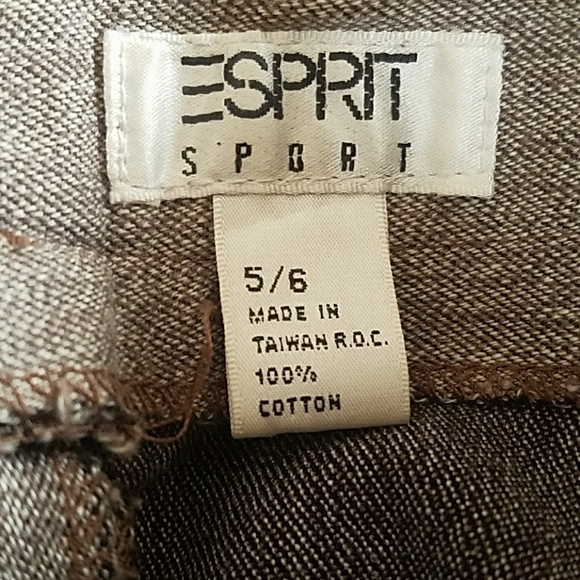 ESPRIT
SPORT
5/6
MADE IN
TAIWAN R.O.C.
100%
COTTON